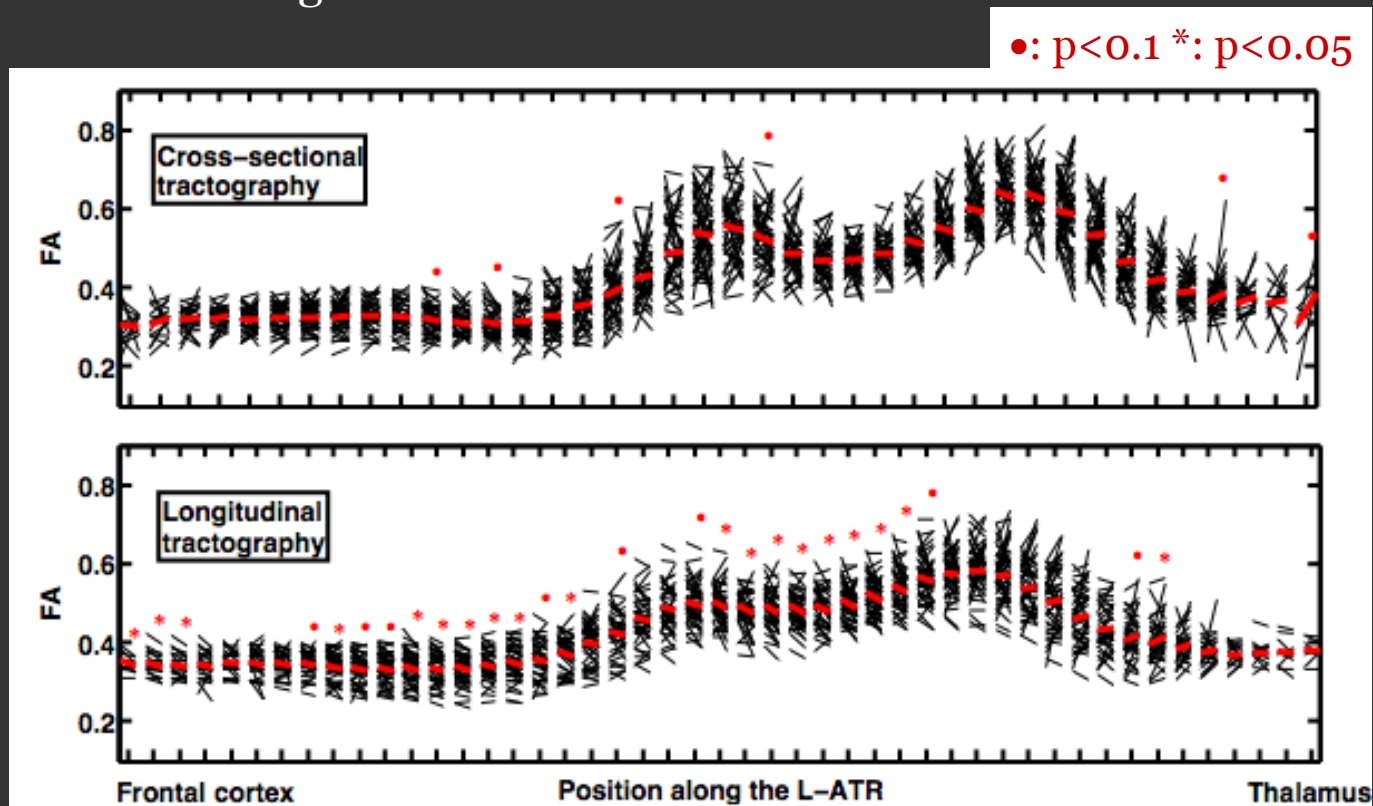 •: p<0.1 *: p<0.05
Cross-sectional
tractography
0.8
0.6
0.4
0.2
FA
Longitudinal
tractography
0.8
0.6
0.4
0.2
FA
Frontal cortex Position along the L-ATR Thalamus